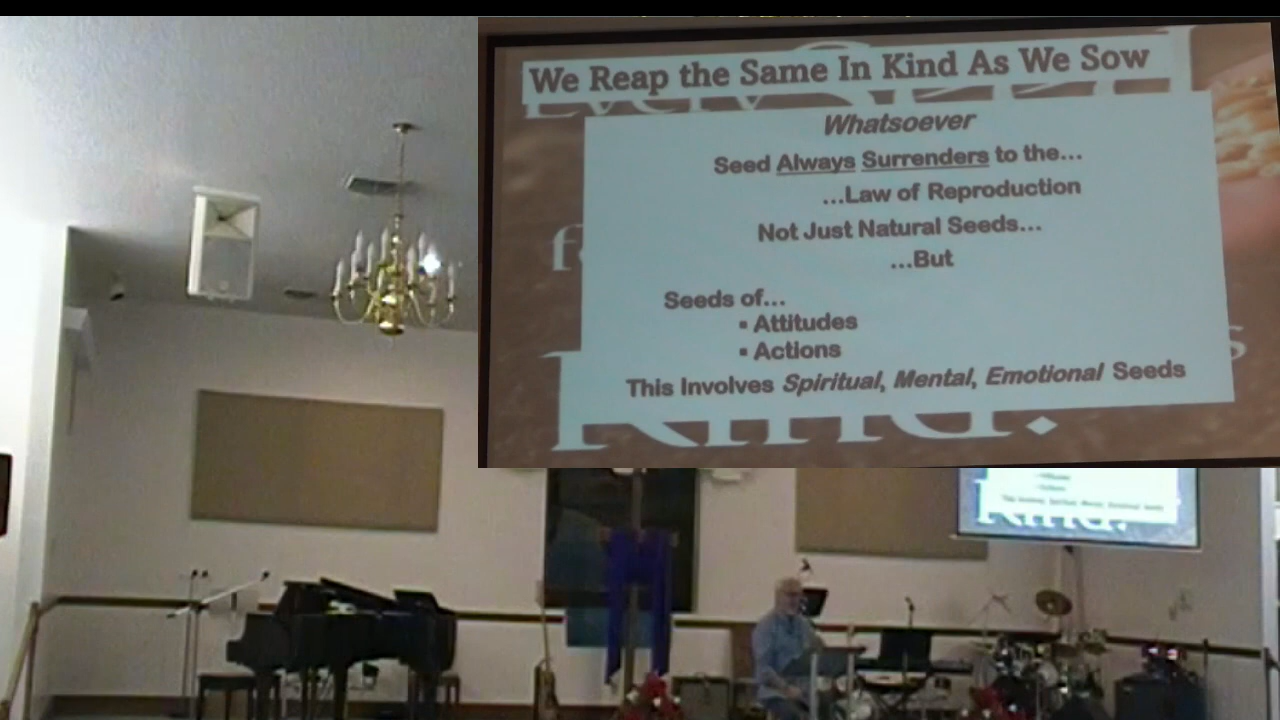 We Reap the Same In Kind As We Sow
Whatsoever
Seed Always Surrenders to the...
...Law of Reproduction
Not Just Natural Seeds...
...But
Seeds of...
▪ Attitudes
▪ Actions
This Involves Spiritual, Mental, Emotional Seeds
Kind.